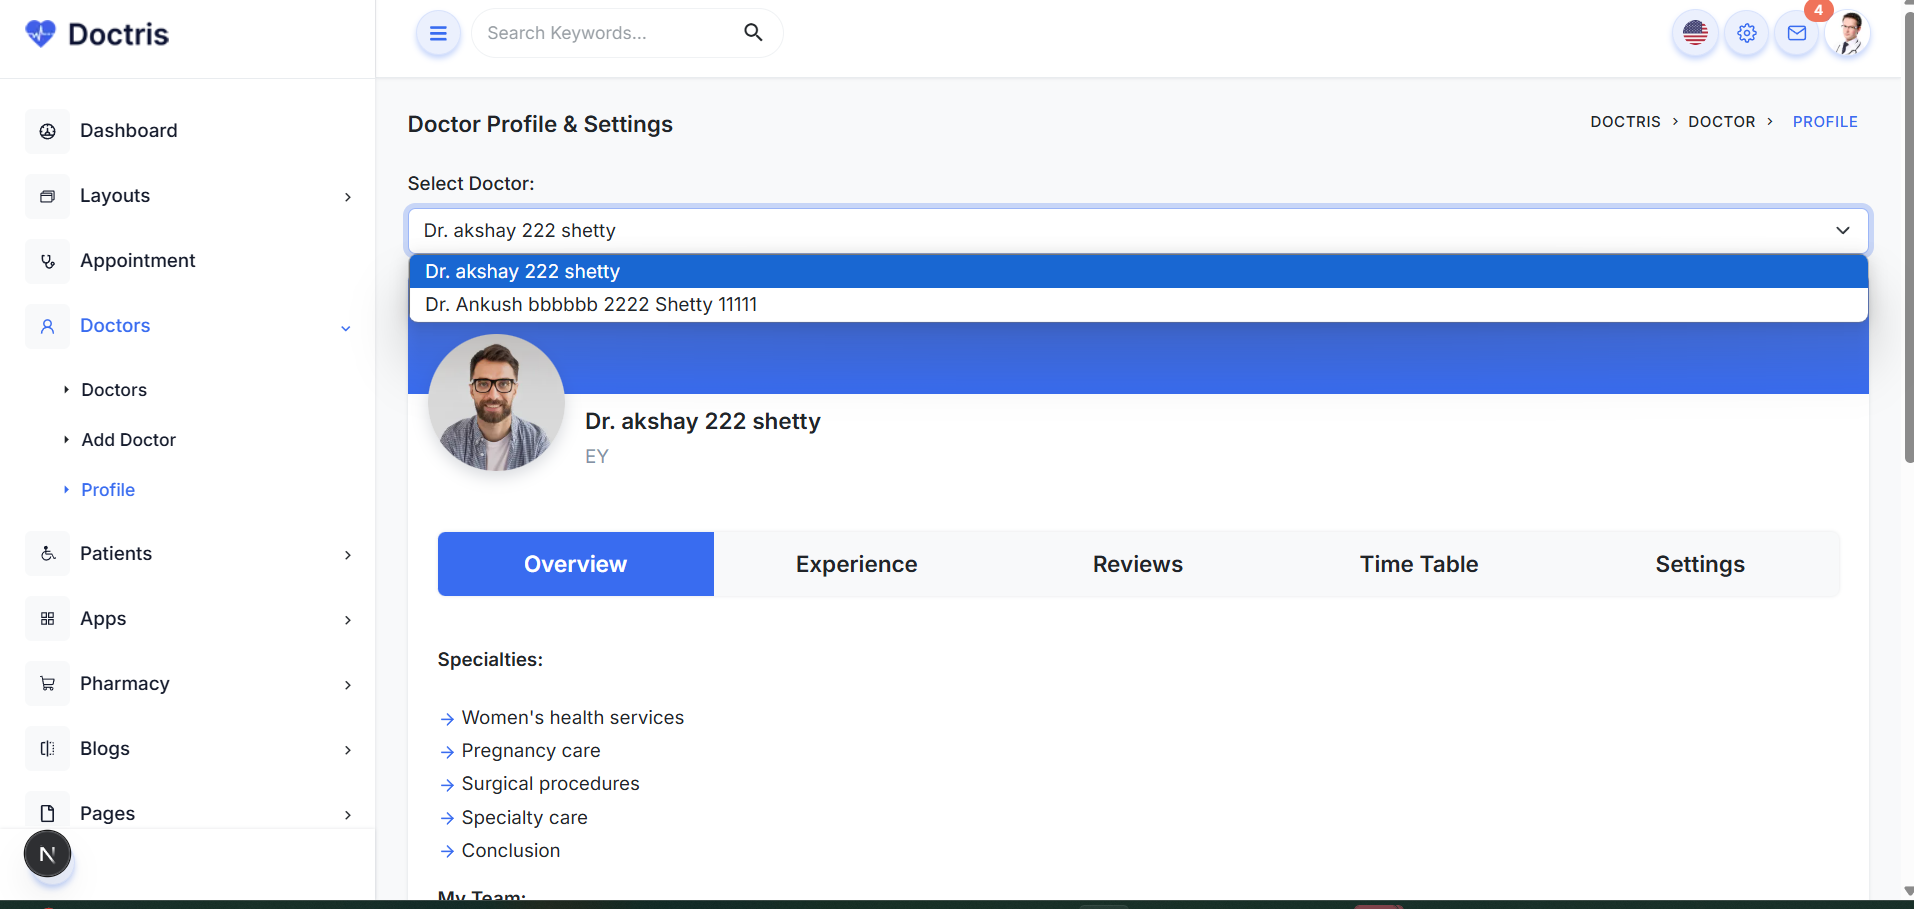 Doctris
Search Keywords...
4
Dashboard
Layouts
Appointment
Doctors
Doctors
Add Doctor
Profile
Patients
Apps
Pharmacy
Blogs
Pages
N
Doctor Profile & Settings
DOCTRIS > DOCTOR > PROFILE
Select Doctor:
Dr. akshay 222 shetty
Dr. akshay 222 shetty
Dr. Ankush bbbbbb 2222 Shetty 11111
Dr. akshay 222 shetty
EY
Overview Experience Reviews Time Table Settings
Specialties:
Women's health services
Pregnancy care
Surgical procedures
Specialty care
Conclusion
My Team: